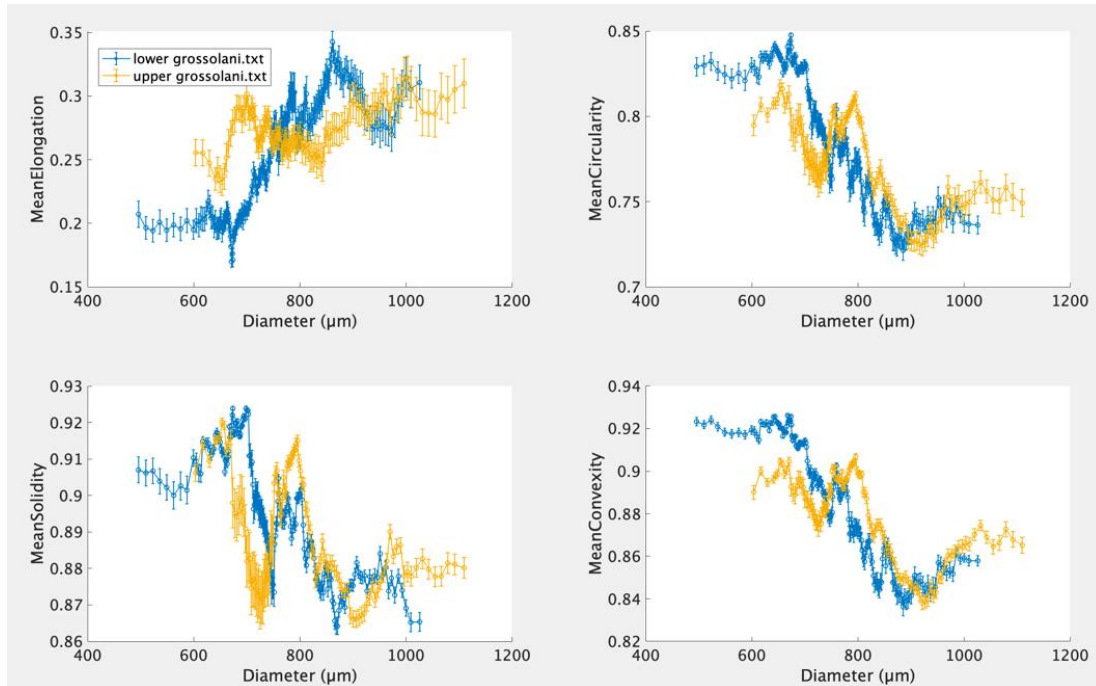 0.35
0.3
0.25
0.2
0.15
MeanElongation
lower grossolani.txt
upper grossolani.txt
400 600 800 1000 1200
Diameter (µm)
0.85
0.8
0.75
0.7
MeanCircularity
400 600 800 1000 1200
Diameter (µm)
0.93
0.92
0.91
0.9
0.89
0.88
0.87
0.86
MeanSolidity
400 600 800 1000 1200
Diameter (µm)
0.94
0.92
0.9
0.88
0.86
0.84
0.82
MeanConvexity
400 600 800 1000 1200
Diameter (µm)